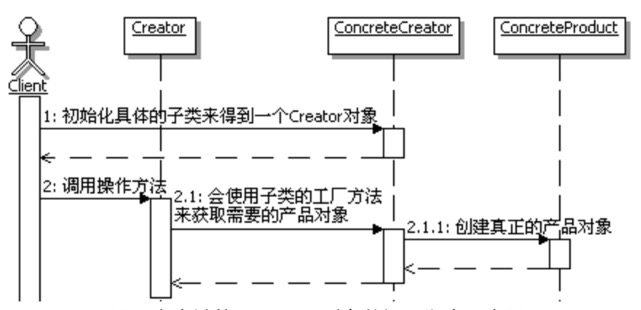 Creator
ConcreteCreator
ConcreteProduct
Client
1: 初始化具体的子类来得到一个Creator对象
2: 调用操作方法
2.1: 会使用子类的工厂方法
来获取需要的产品对象
2.1.1: 创建真正的产品对象